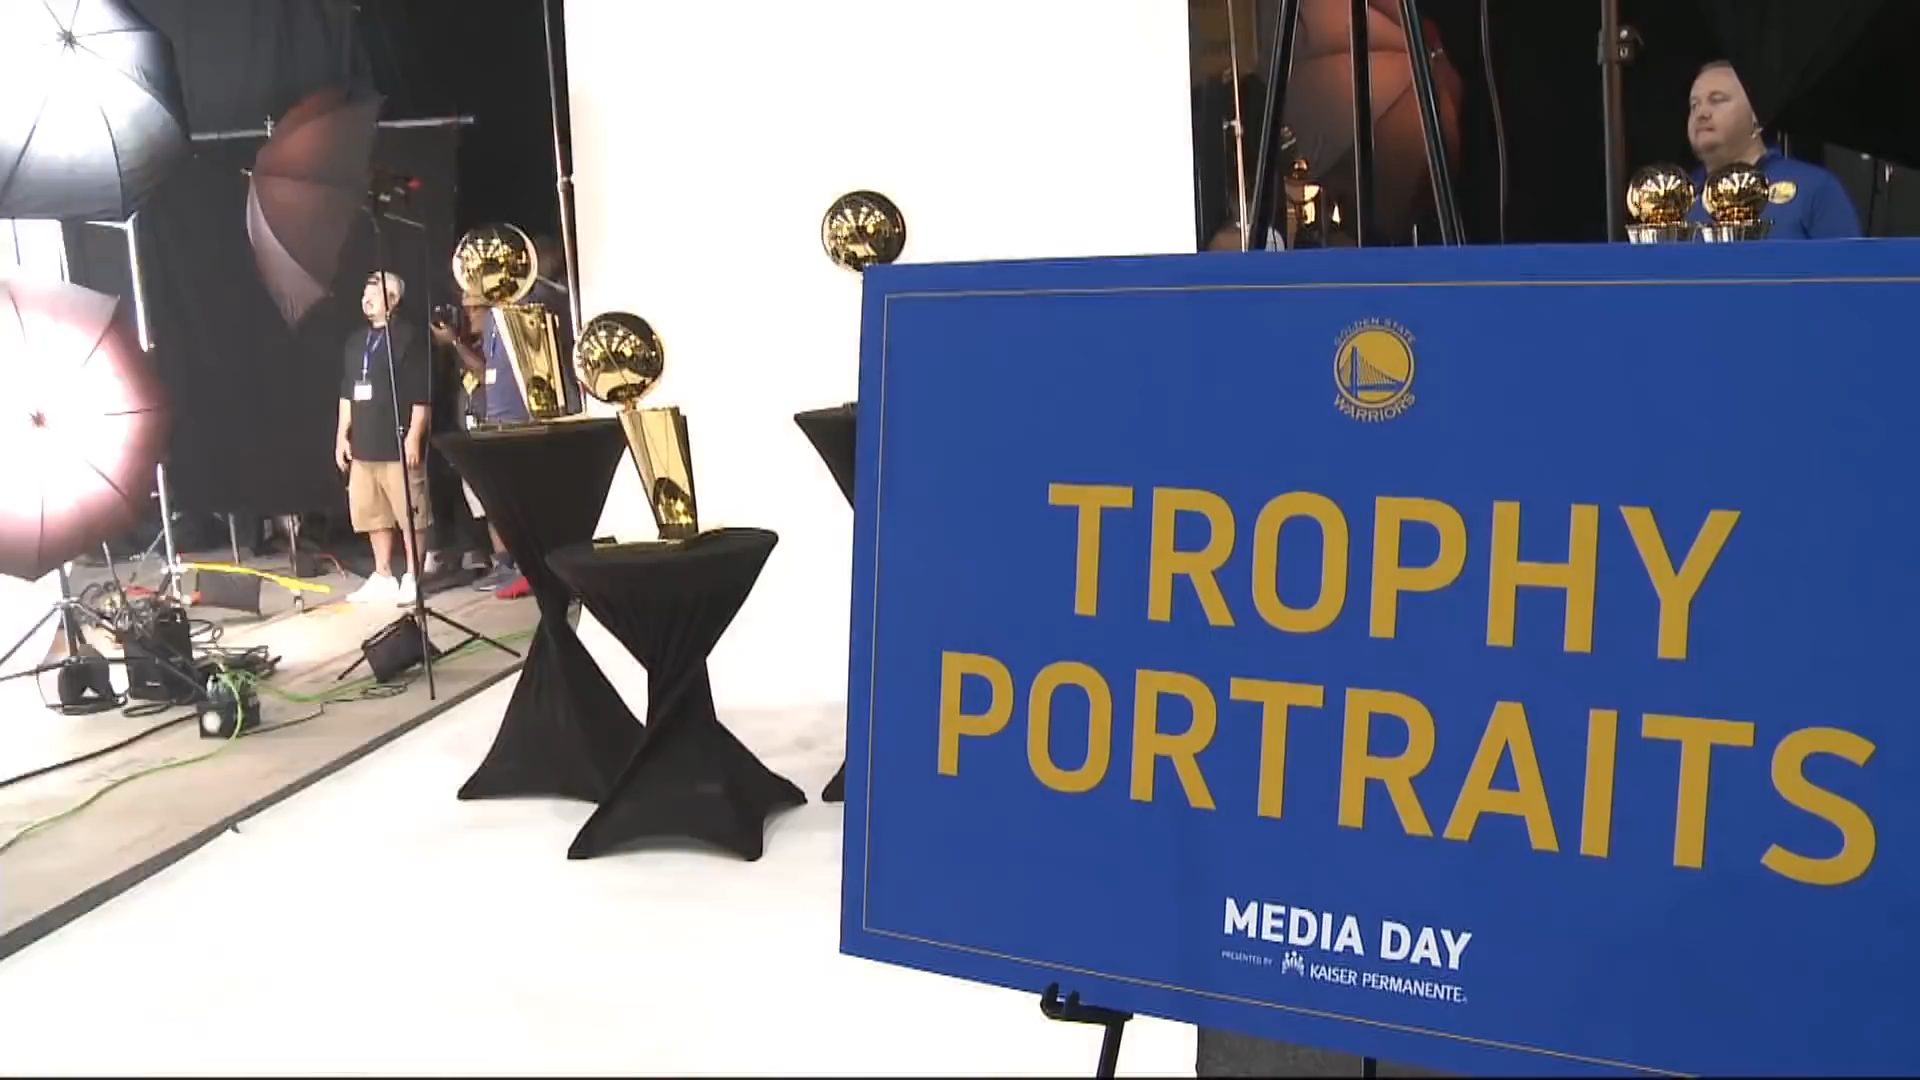 GOLDEN STATE
WARRIORS
TROPHY
PORTRAITS
MEDIA DAY
PRESENTED BY KAISER PERMANENTE.